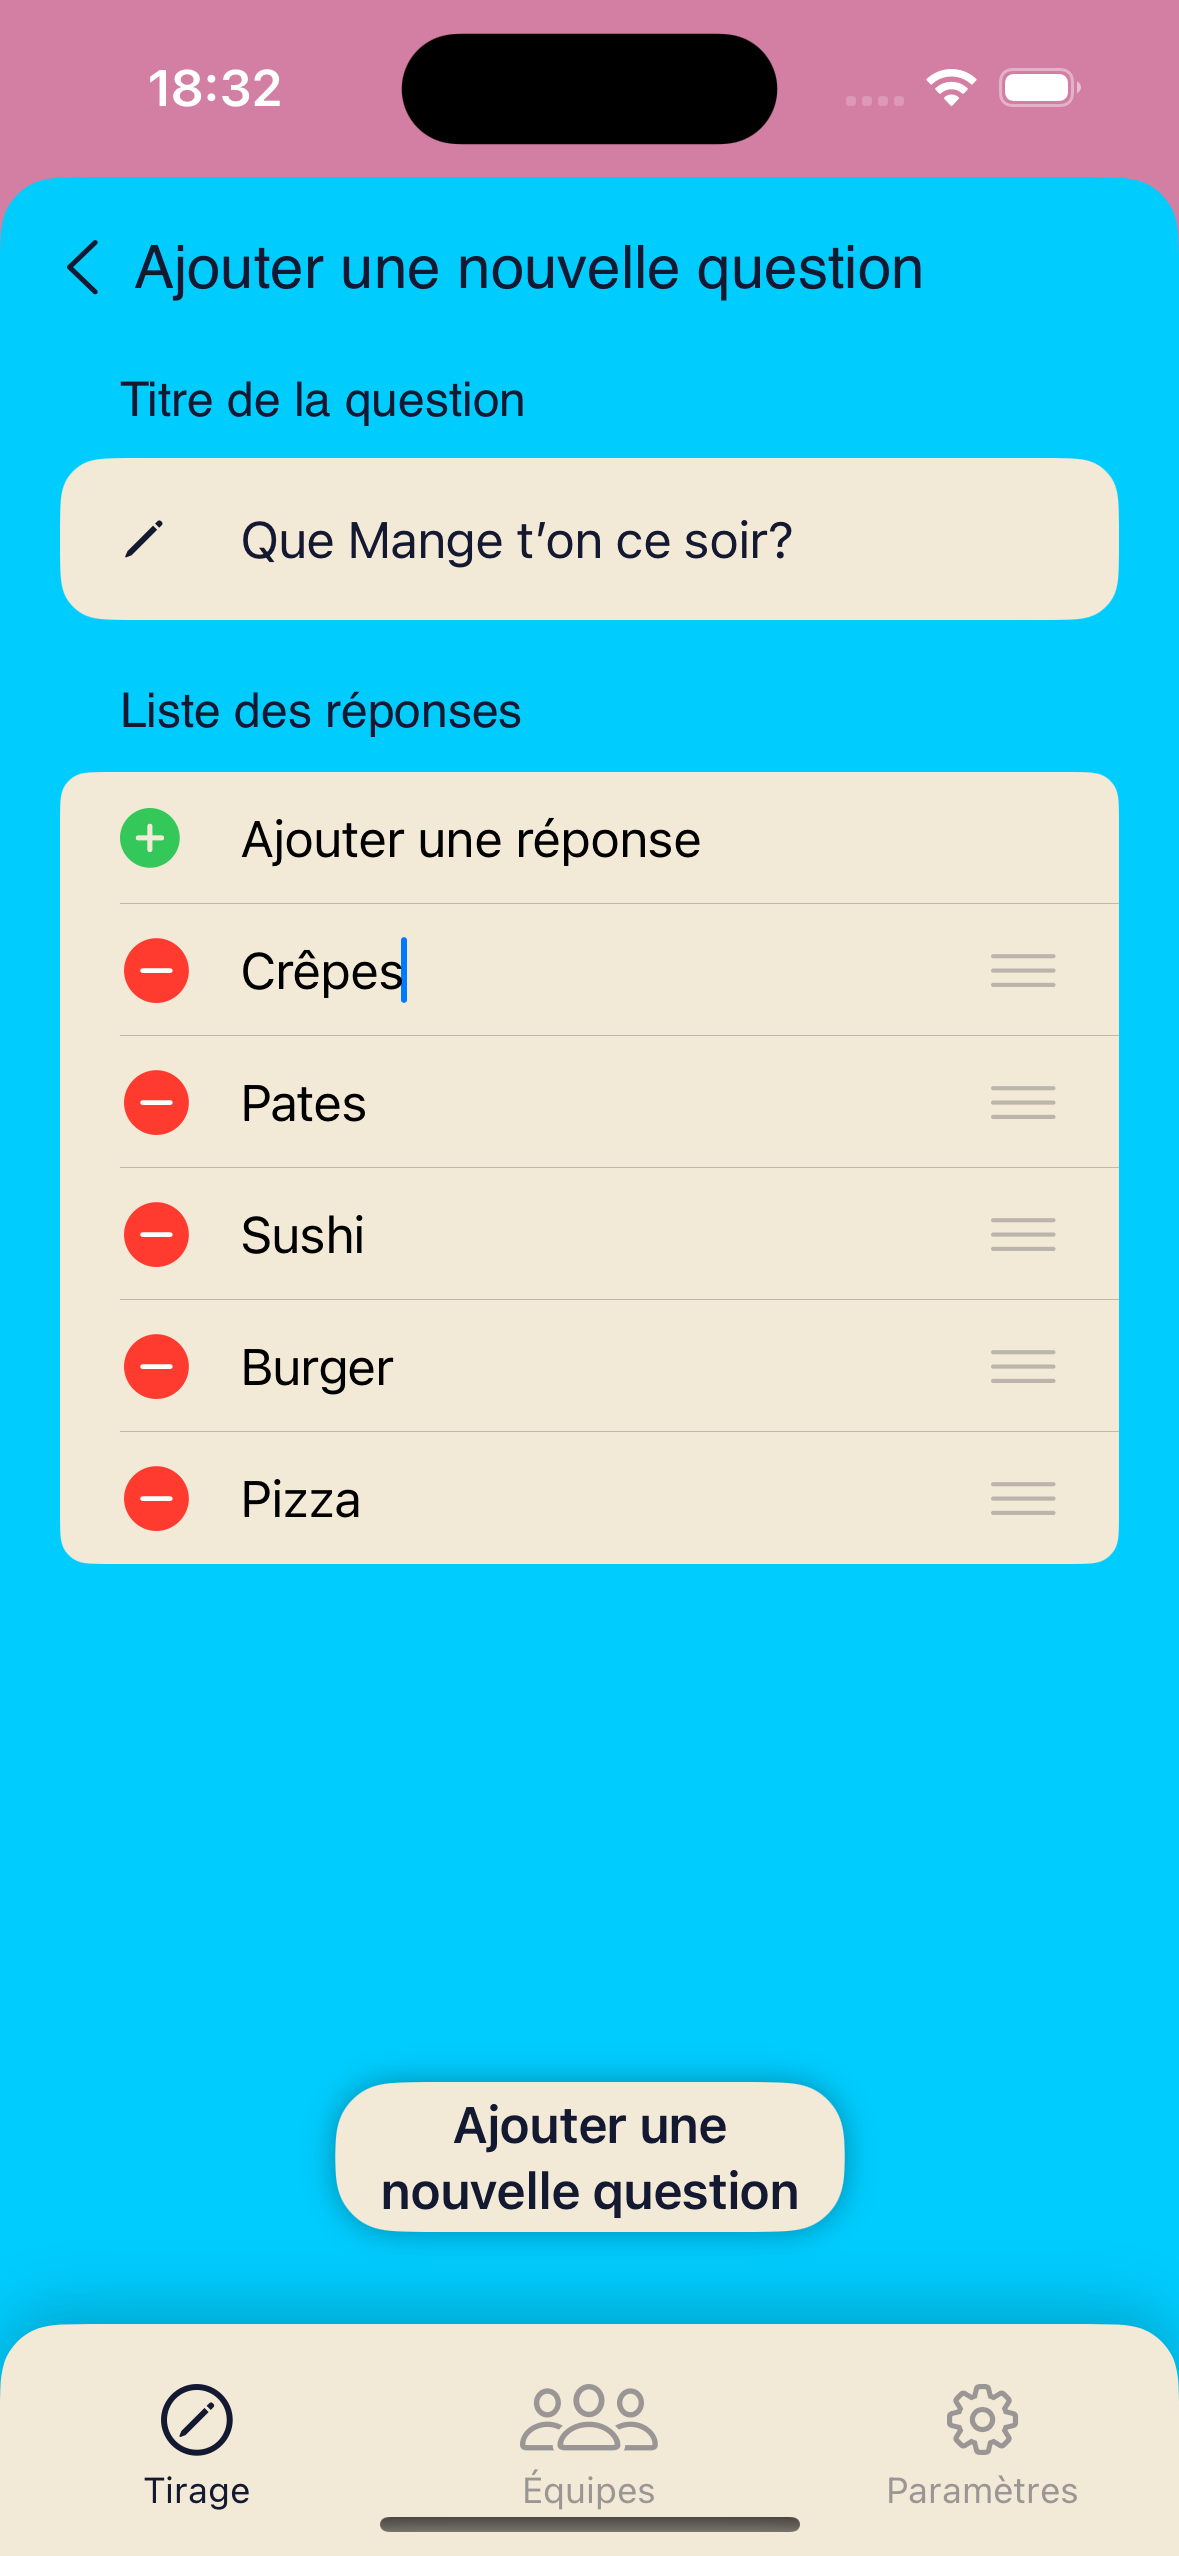 18:32
Ajouter une nouvelle question
Titre de la question
Que Mange t’on ce soir?
Liste des réponses
Ajouter une réponse
Crêpes
Pates
Sushi
Burger
Pizza
Ajouter une
nouvelle question
Tirage
Équipes
Paramètres